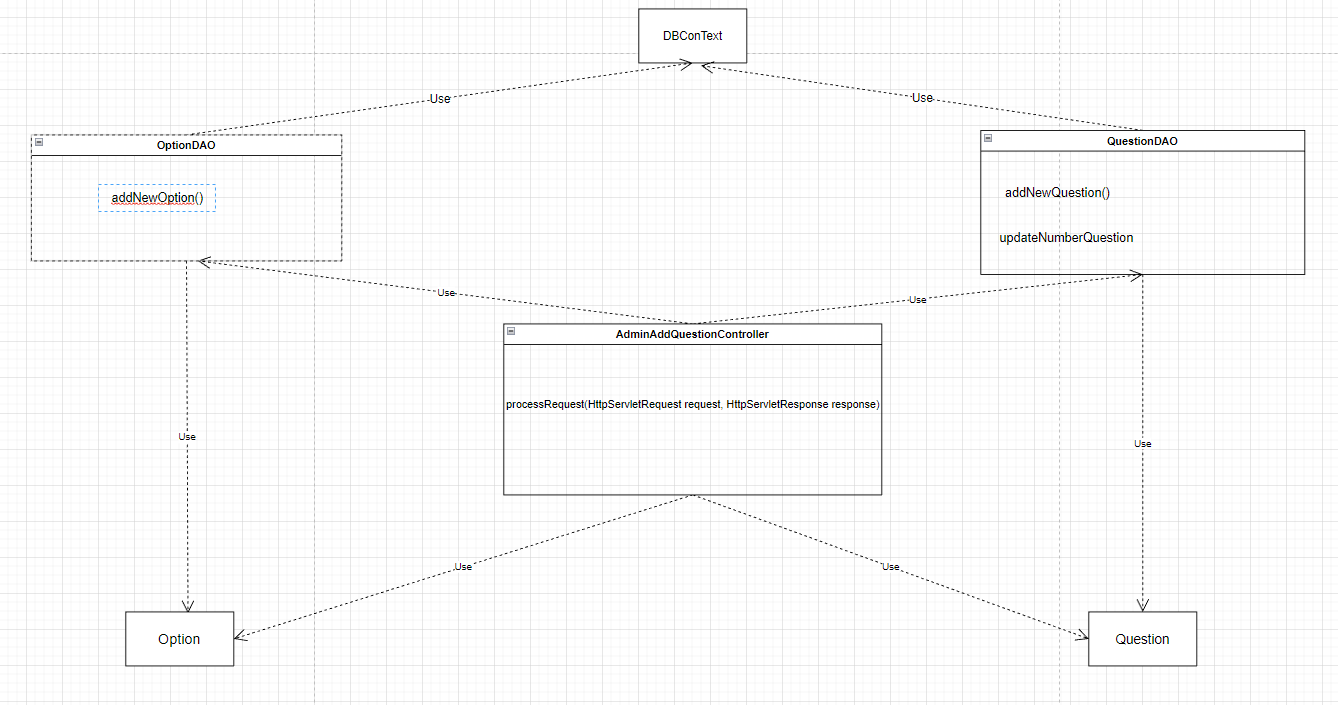 DBConText
Use
Use
OptionDAO
QuestionDAO
addNewOption()
addNewQuestion()
updateNumberQuestion
Use
Use
AdminAddQuestionController
processRequest(HttpServletRequest request, HttpServletResponse response)
Use
Use
Use
Use
Option
Question